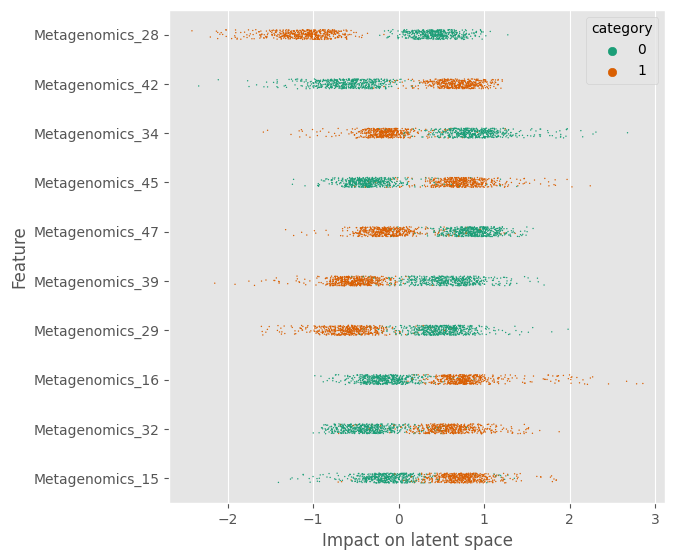 category
0
1
Metagenomics_28
Metagenomics_42
Metagenomics_34
Metagenomics_45
Metagenomics_47
Metagenomics_39
Metagenomics_29
Metagenomics_16
Metagenomics_32
Metagenomics_15
Feature
−2 −1 0 1 2 3
Impact on latent space